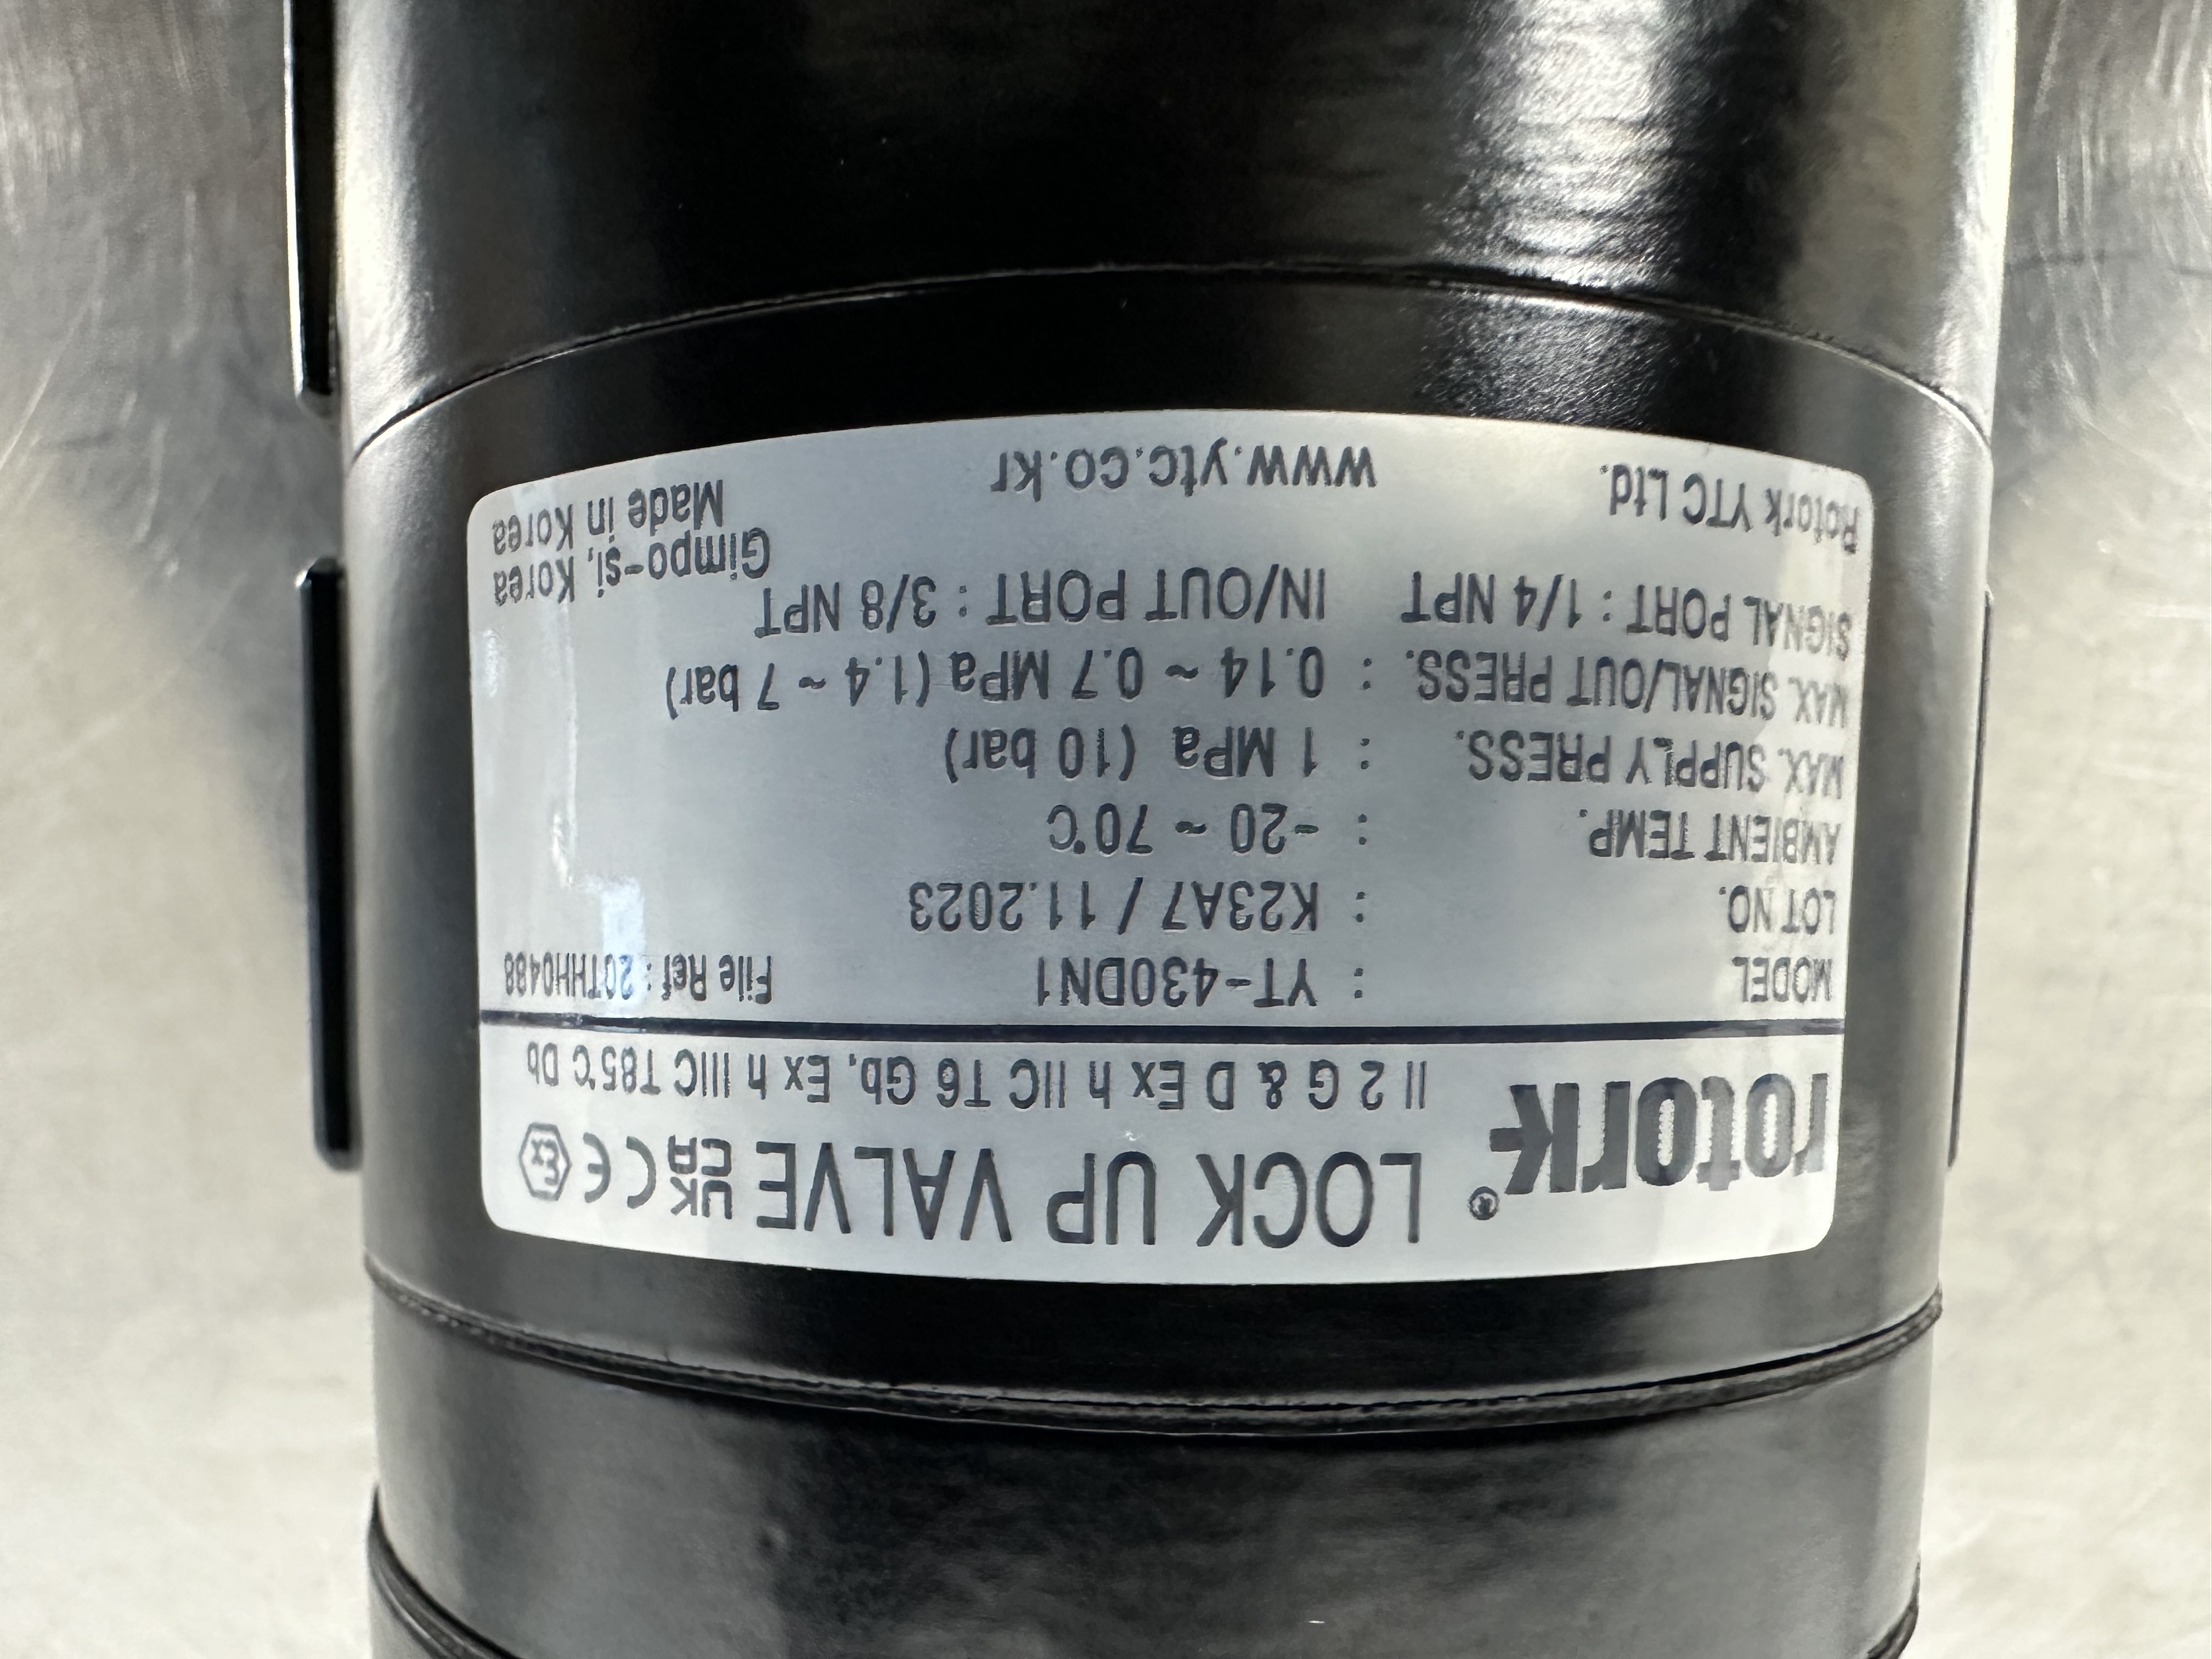 rotork® LOCK UP VALVE UK CA CE Ex
II 2 G & D Ex h IIC T6 Gb, Ex h IIIC T85℃ Db
MODEL : YT-430DN1 File Ref : 20THH0488
LOT NO. : K23A7 / 11.2023
AMBIENT TEMP. : -20 ~ 70℃
MAX. SUPPLY PRESS. : 1 MPa (10 bar)
MAX. SIGNAL/OUT PRESS. : 0.14 ~ 0.7 MPa (1.4 ~ 7 bar)
SIGNAL PORT : 1/4 NPT IN/OUT PORT : 3/8 NPT
Gimpo-si, Korea
Rotork YTC Ltd. www.ytc.co.kr Made in Korea